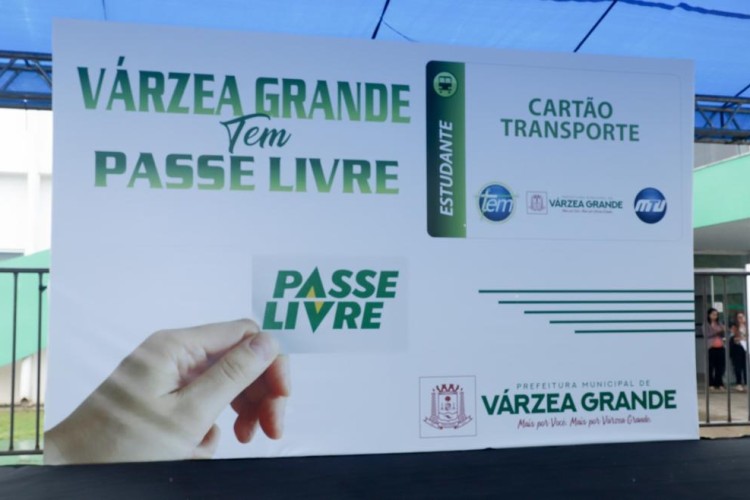 VÁRZEA GRANDE
Tem
PASSE LIVRE
ESTUDANTE
CARTÃO
TRANSPORTE
tem
VÁRZEA GRANDE
MTU
PASSE
LIVRE
PREFEITURA MUNICIPAL DE
VÁRZEA GRANDE
Mais por Você. Mais por Várzea Grande.